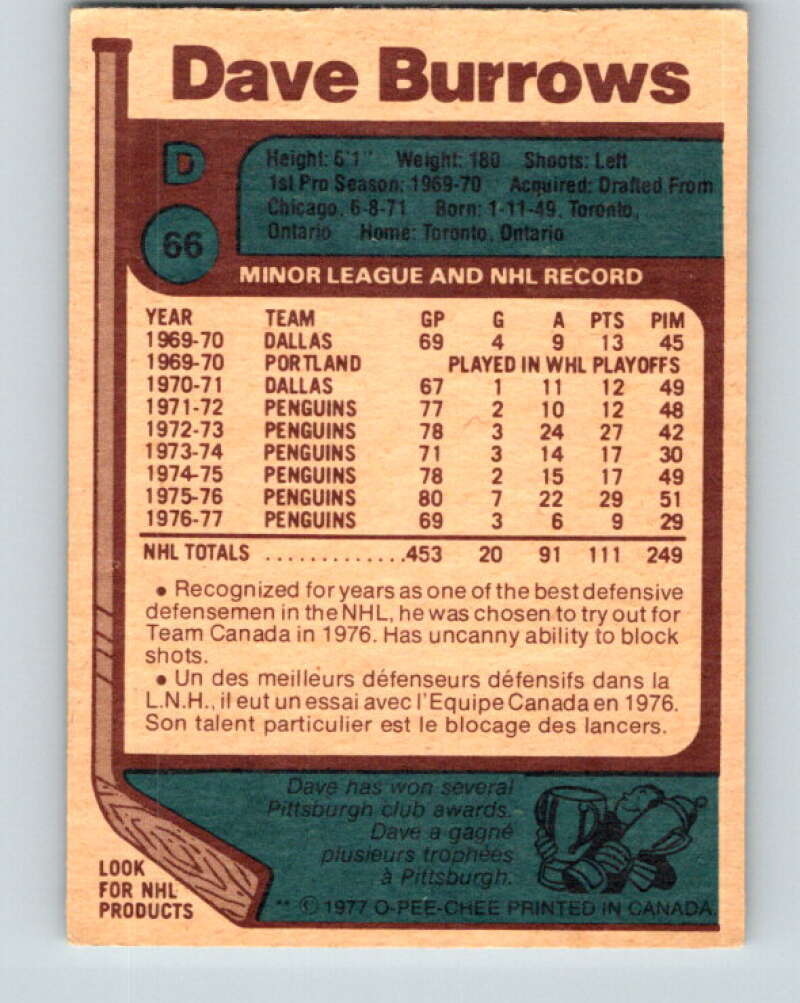 Dave Burrows
D
66
Height: 6'1" Weight: 180 Shoots: Left
1st Pro Season: 1969-70 Acquired: Drafted From
Chicago, 6-8-71 Born: 1-11-49, Toronto,
Ontario Home: Toronto, Ontario
MINOR LEAGUE AND NHL RECORD
YEAR TEAM GP G A PTS PIM
1969-70 DALLAS 69 4 9 13 45
1969-70 PORTLAND PLAYED IN WHL PLAYOFFS
1970-71 DALLAS 67 1 11 12 49
1971-72 PENGUINS 77 2 10 12 48
1972-73 PENGUINS 78 3 24 27 42
1973-74 PENGUINS 71 3 14 17 30
1974-75 PENGUINS 78 2 15 17 49
1975-76 PENGUINS 80 7 22 29 51
1976-77 PENGUINS 69 3 6 9 29
NHL TOTALS .............453 20 91 111 249
• Recognized for years as one of the best defensive
defensemen in the NHL, he was chosen to try out for
Team Canada in 1976. Has uncanny ability to block
shots.
• Un des meilleurs défenseurs défensifs dans la
L.N.H., il eut un essai avec l'Equipe Canada en 1976.
Son talent particulier est le blocage des lancers.
Dave has won several
Pittsburgh club awards.
Dave a gagné
plusieurs trophées
à Pittsburgh.
LOOK
FOR NHL
PRODUCTS
** © 1977 O-PEE-CHEE PRINTED IN CANADA